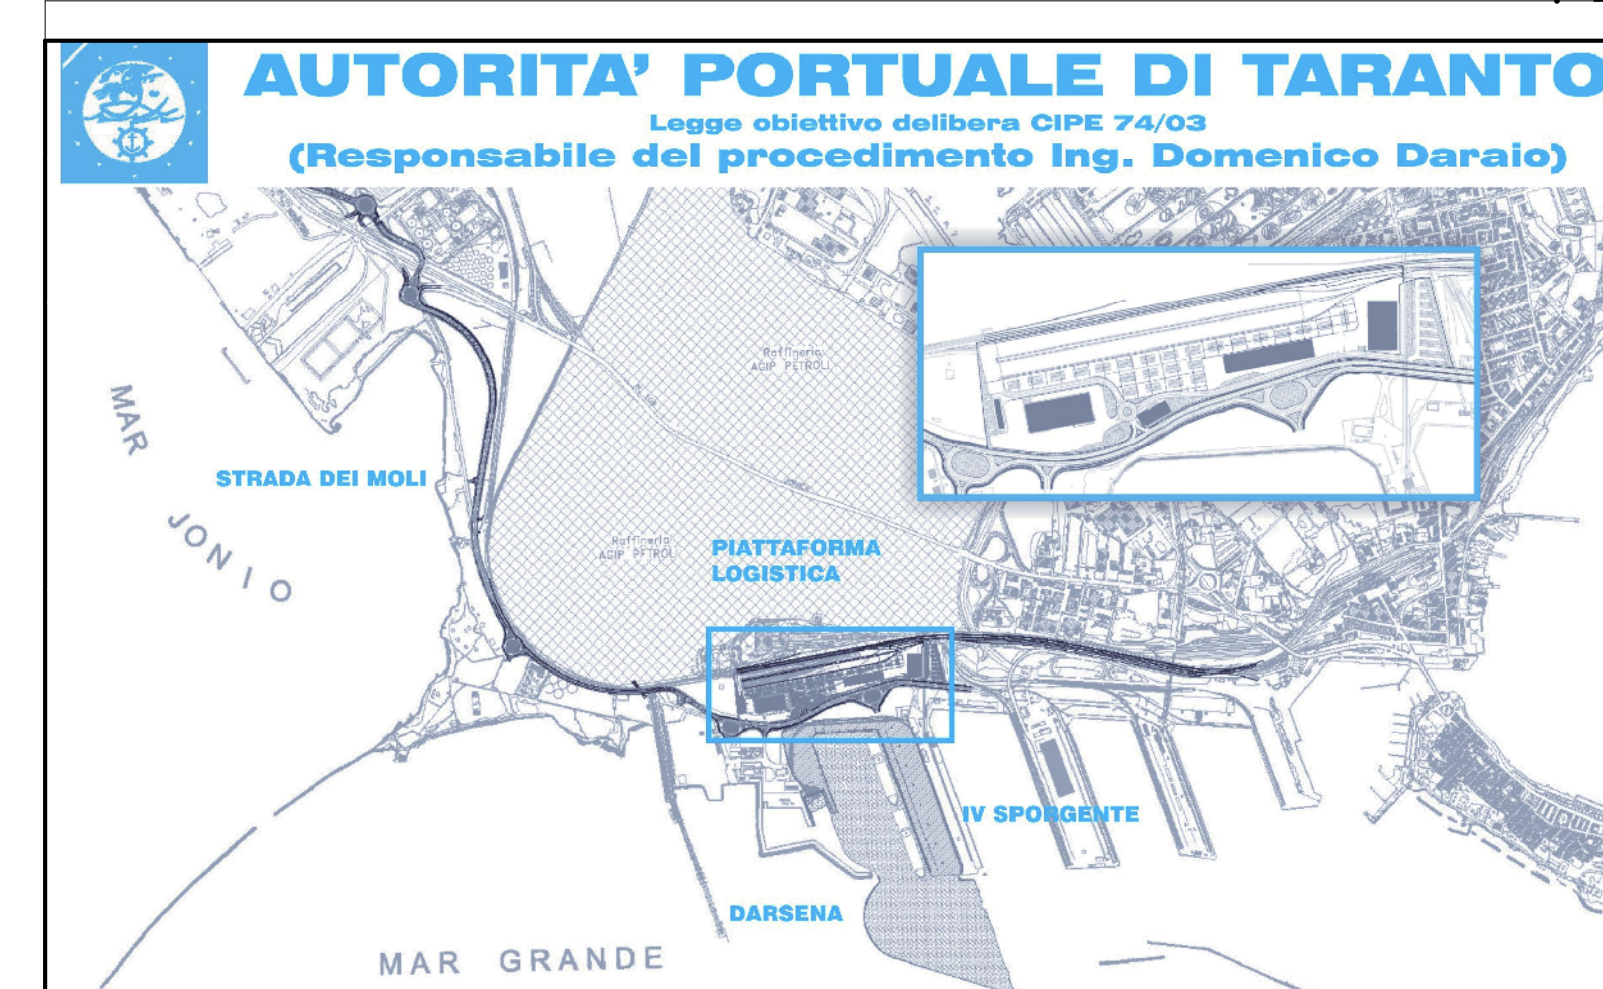 AUTORITA' PORTUALE DI TARANTO
Legge obiettivo delibera CIPE 74/03
(Responsabile del procedimento Ing. Domenico Daraio)
Raffineria
AGIP PETROLI
MAR
JONIO
STRADA DEI MOLI
Raffineria
AGIP PETROLI
PIATTAFORMA
LOGISTICA
IV SPORGENTE
DARSENA
MAR GRANDE